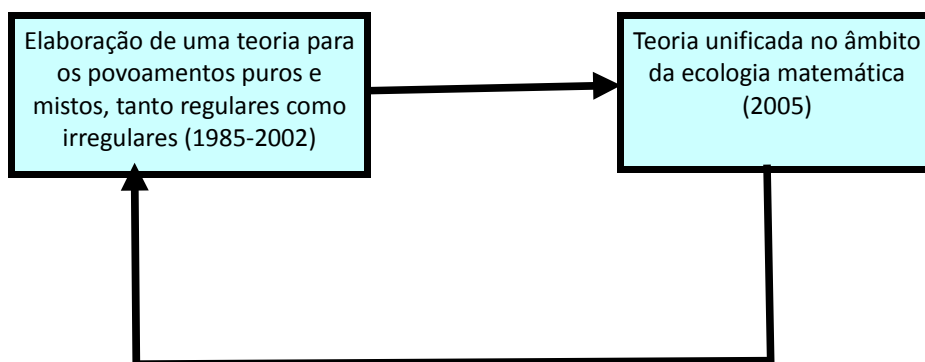 Elaboração de uma teoria para
os povoamentos puros e
mistos, tanto regulares como
irregulares (1985-2002)
Teoria unificada no âmbito
da ecologia matemática
(2005)